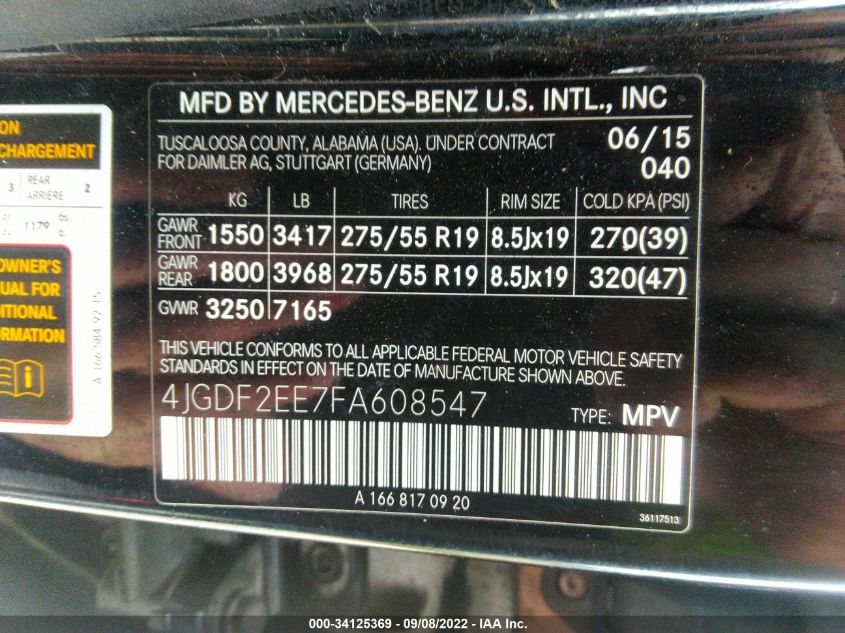 ON
CHARGEMENT
3 REAR ARRIERE 2
1179 lbs.
OWNER'S
UAL FOR
DITIONAL
ORMATION
A 166 584 92 15
MFD BY MERCEDES-BENZ U.S. INTL., INC
TUSCALOOSA COUNTY, ALABAMA (USA). UNDER CONTRACT 06/15
FOR DAIMLER AG, STUTTGART (GERMANY) 040
KG LB TIRES RIM SIZE COLD KPA (PSI)
GAWR FRONT 1550 3417 275/55 R19 8.5Jx19 270(39)
GAWR REAR 1800 3968 275/55 R19 8.5Jx19 320(47)
GVWR 3250 7165
THIS VEHICLE CONFORMS TO ALL APPLICABLE FEDERAL MOTOR VEHICLE SAFETY
STANDARDS IN EFFECT ON THE DATE OF MANUFACTURE SHOWN ABOVE.
4JGDF2EE7FA608547 TYPE: MPV
A 166 817 09 20
36117513
000-34125369 - 09/08/2022 - IAA Inc.